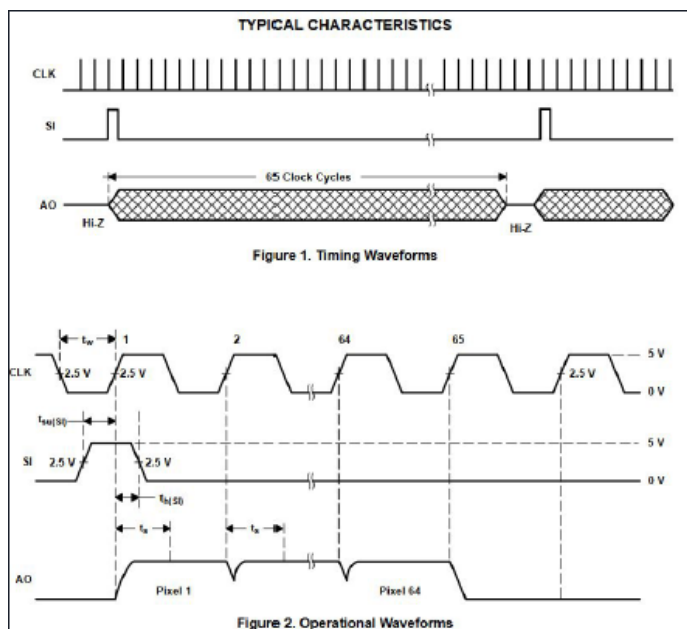 TYPICAL CHARACTERISTICS
CLK
SI
65 Clock Cycles
AO
Hi-Z
Hi-Z
Figure 1. Timing Waveforms
tw
1
2
64
65
5 V
CLK
2.5 V
2.5 V
2.5 V
0 V
tsu(SI)
5 V
SI
2.5 V
2.5 V
0 V
th(SI)
ts
ts
AO
Pixel 1
Pixel 64
Figure 2. Operational Waveforms